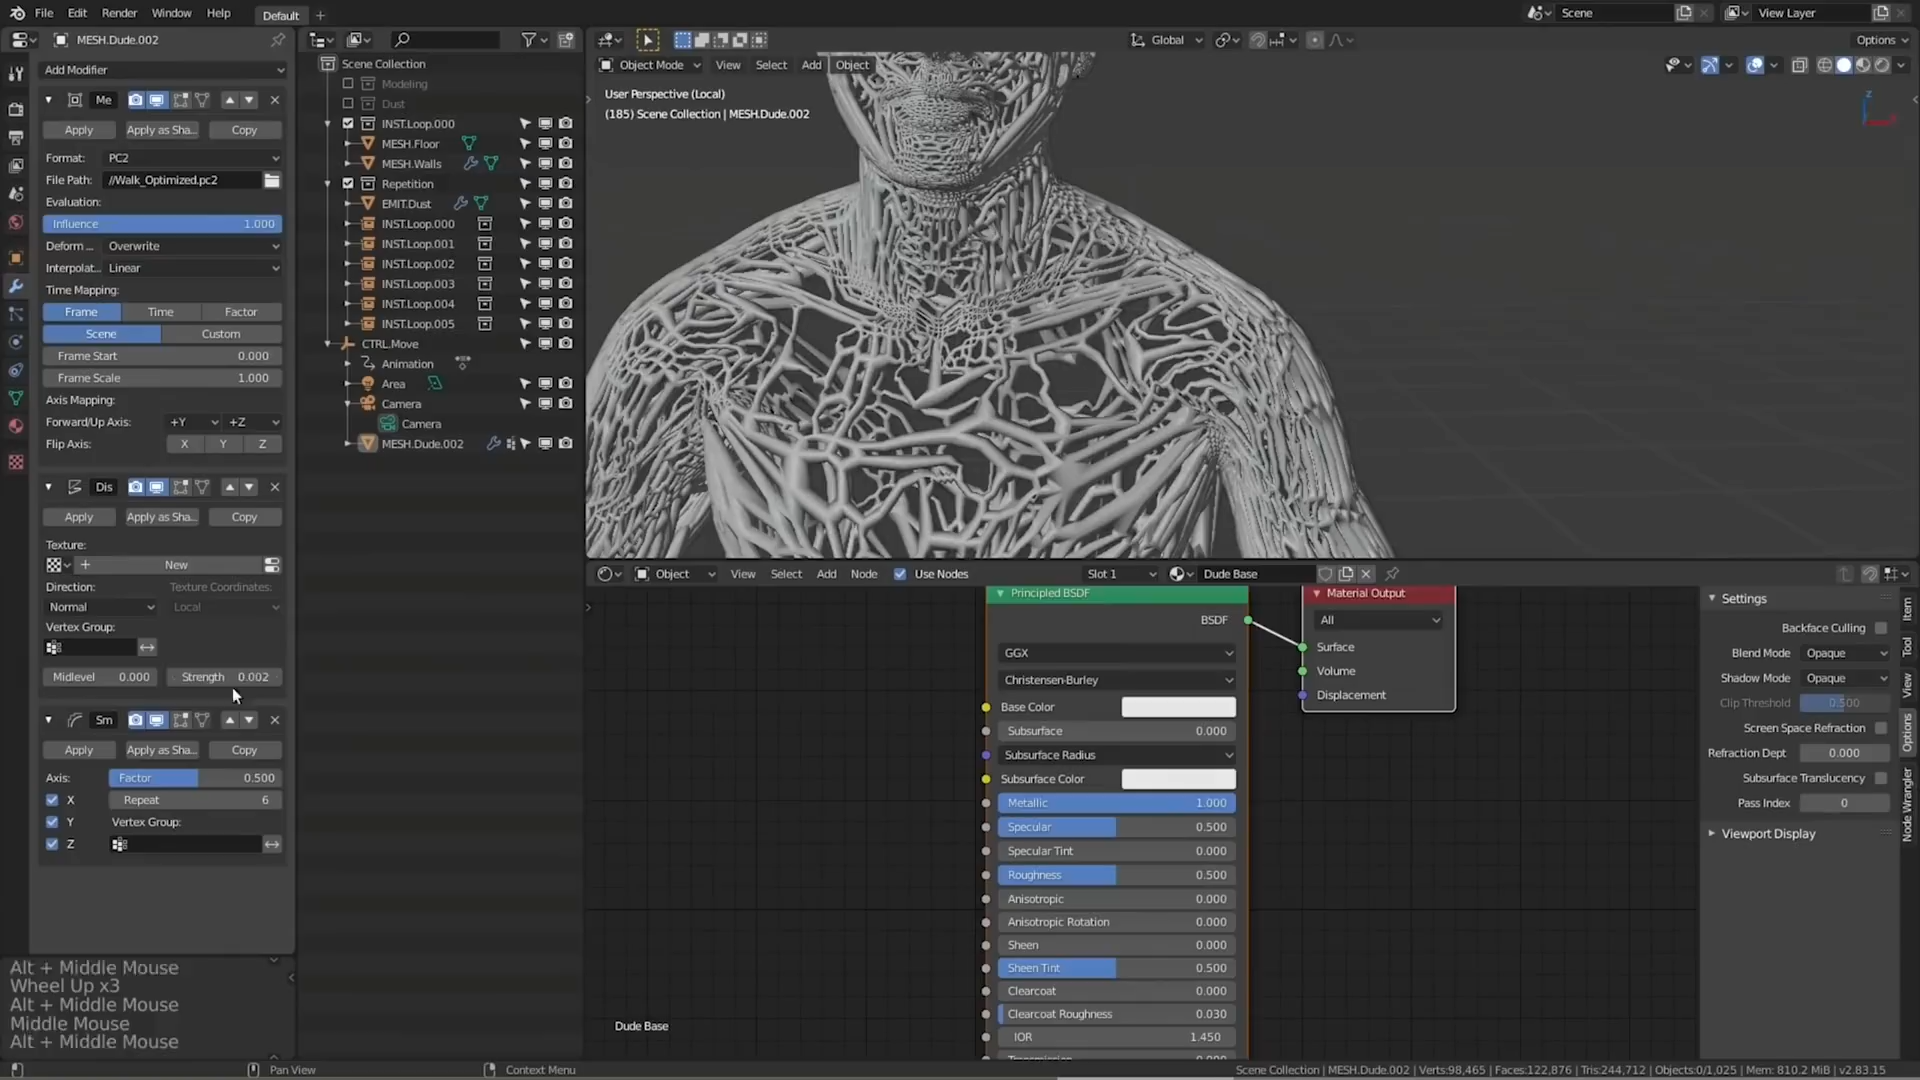 File Edit Render Window Help Default + Scene View Layer
MESH.Dude.002
Global Options
Add Modifier
Scene Collection
Object Mode View Select Add Object
Modeling
Me
Dust
User Perspective (Local)
(185) Scene Collection | MESH.Dude.002
Apply Apply as Sha... Copy
INST.Loop.000
MESH.Floor
Format: PC2
MESH.Walls
File Path: //Walk_Optimized.pc2
Repetition
Evaluation:
EMIT.Dust
Influence 1.000
INST.Loop.000
Deform ... Overwrite
INST.Loop.001
Interpolat... Linear
INST.Loop.002
Time Mapping:
INST.Loop.003
Frame Time Factor
INST.Loop.004
Scene Custom
INST.Loop.005
Frame Start 0.000
CTRL.Move
Frame Scale 1.000
Animation
Axis Mapping:
Area
Forward/Up Axis: +Y +Z
Camera
Flip Axis: X Y Z
Camera
MESH.Dude.002
Z
Dis
Apply Apply as Sha... Copy
Texture:
+ New
Direction: Texture Coordinates:
Normal Local
Vertex Group:
Midlevel 0.000 Strength 0.002
Sm
Apply Apply as Sha... Copy
Axis: Factor 0.500
X Repeat 6
Y Vertex Group:
Z
Object View Select Add Node Use Nodes Slot 1 Dude Base
Principled BSDF
BSDF
GGX
Christensen-Burley
Base Color
Subsurface 0.000
Subsurface Radius
Subsurface Color
Metallic 1.000
Specular 0.500
Specular Tint 0.000
Roughness 0.500
Anisotropic 0.000
Anisotropic Rotation 0.000
Sheen 0.000
Sheen Tint 0.500
Clearcoat 0.000
Clearcoat Roughness 0.030
IOR 1.450
Transmission 0.000
Material Output
All
Surface
Volume
Displacement
Settings
Backface Culling
Blend Mode Opaque
Shadow Mode Opaque
Clip Threshold 0.500
Screen Space Refraction
Refraction Dept 0.000
Subsurface Translucency
Pass Index 0
Viewport Display
Item
Tool
View
Options
Node Wrangler
Dude Base
Alt + Middle Mouse
Wheel Up x3
Alt + Middle Mouse
Middle Mouse
Alt + Middle Mouse
Pan View Context Menu Scene Collection | MESH.Dude.002 | Verts:98,465 | Faces:122,876 | Tris:244,712 | Objects:0/1,025 | Mem: 810.2 MiB | v2.83.15